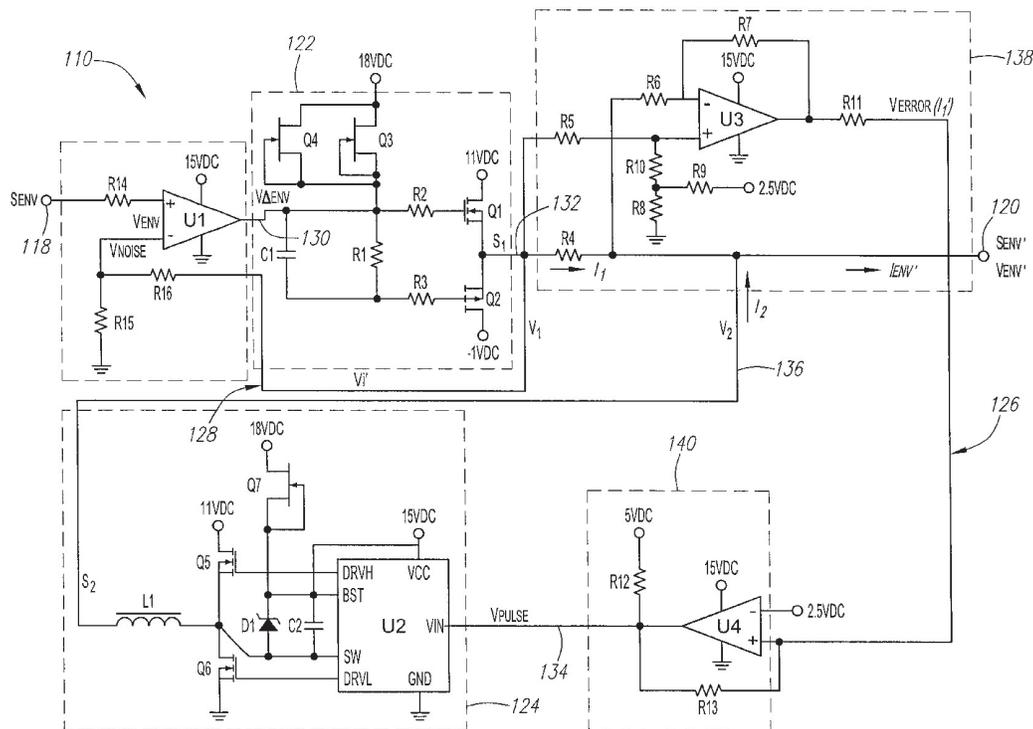 110
122
18VDC
Q4
Q3
15VDC
R14
SENV
118
VENV
+
-
U1
VNOISE
VΔENV
130
R16
R15
C1
R1
R2
R3
11VDC
Q1
S1
132
Q2
-1VDC
V1
Vi'
128
138
R7
15VDC
R6
-
+
U3
R11
VERROR(I1')
R5
R10
R9
2.5VDC
R8
R4
I1
IENV'
120
SENV'
VENV'
I2
V2
136
126
18VDC
Q7
11VDC
15VDC
Q5
S2
L1
D1
C2
DRVH
VCC
BST
U2
VIN
SW
DRVL
GND
Q6
124
VPULSE
134
140
5VDC
R12
15VDC
-
2.5VDC
U4
+
R13